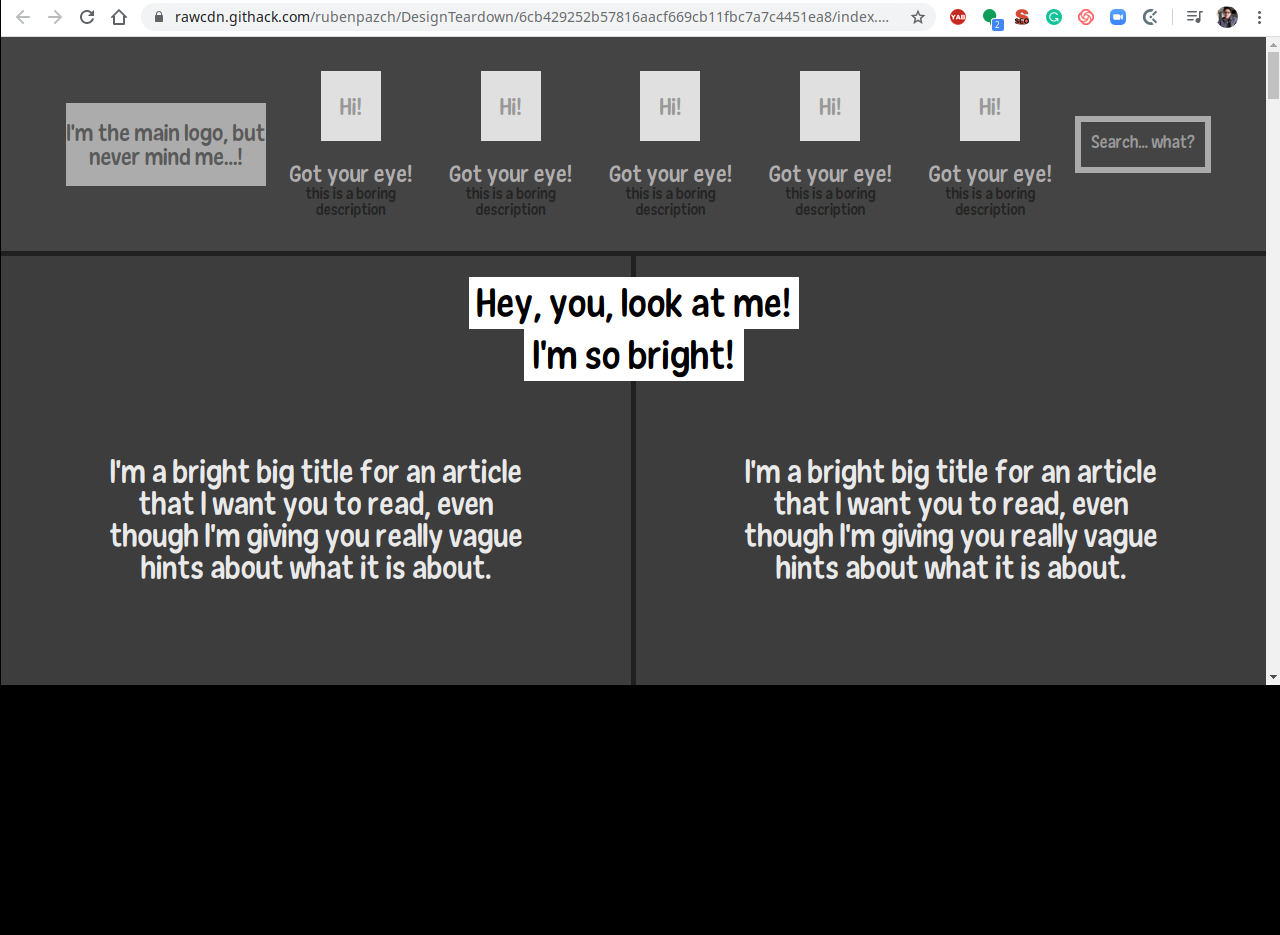 rawcdn.githack.com/rubenpazch/DesignTeardown/6cb429252b57816aacf669cb11fbc7a7c4451ea8/index....
YAB
2
SEO
I'm the main logo, but
never mind me...!
Hi!
Got your eye!
this is a boring
description
Hi!
Got your eye!
this is a boring
description
Hi!
Got your eye!
this is a boring
description
Hi!
Got your eye!
this is a boring
description
Hi!
Got your eye!
this is a boring
description
Search... what?
Hey, you, look at me!
I'm so bright!
I'm a bright big title for an article
that I want you to read, even
though I'm giving you really vague
hints about what it is about.
I'm a bright big title for an article
that I want you to read, even
though I'm giving you really vague
hints about what it is about.